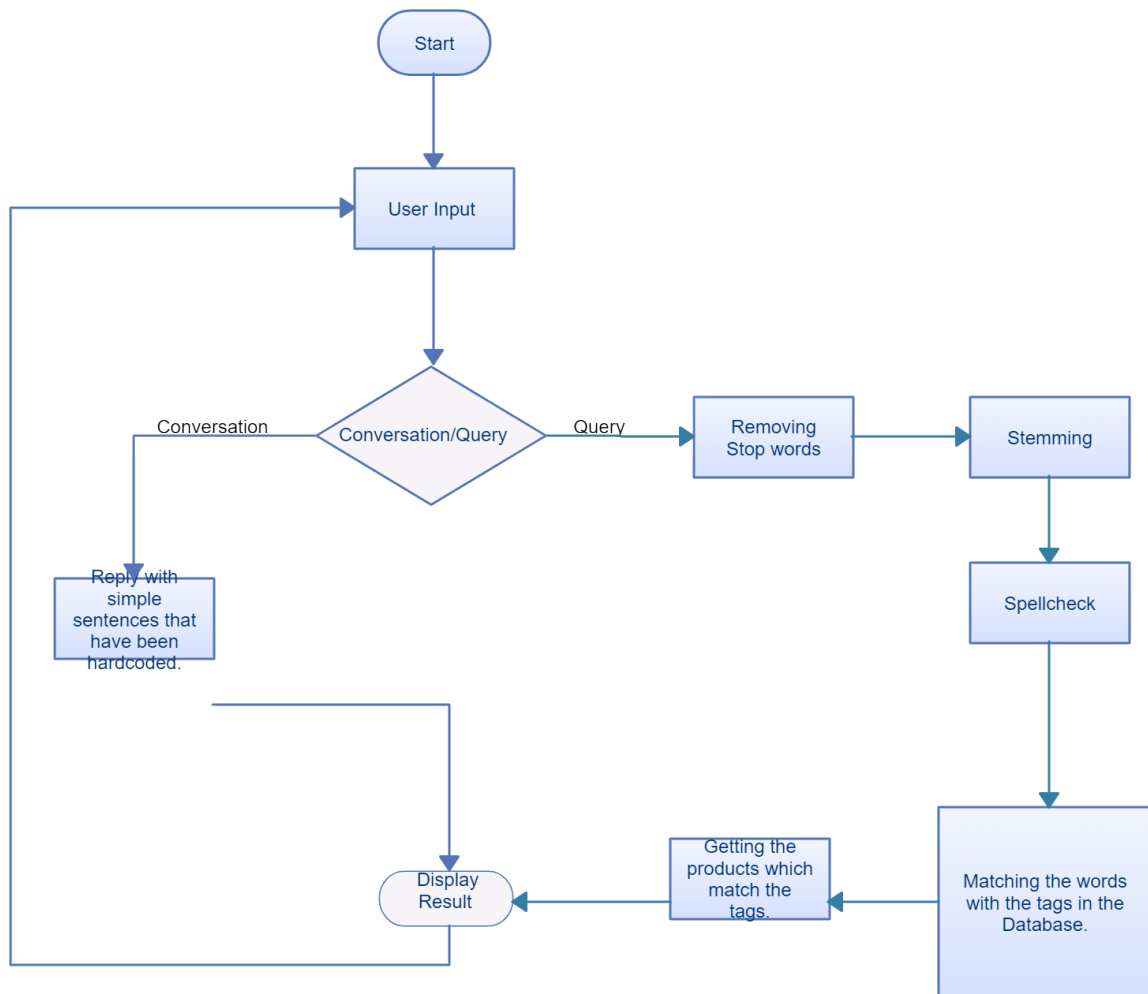 Start
User Input
Conversation
Conversation/Query
Query
Removing
Stop words
Stemming
Reply with
simple
sentences that
have been
hardcoded.
Spellcheck
Display
Result
Getting the
products which
match the
tags.
Matching the words
with the tags in the
Database.